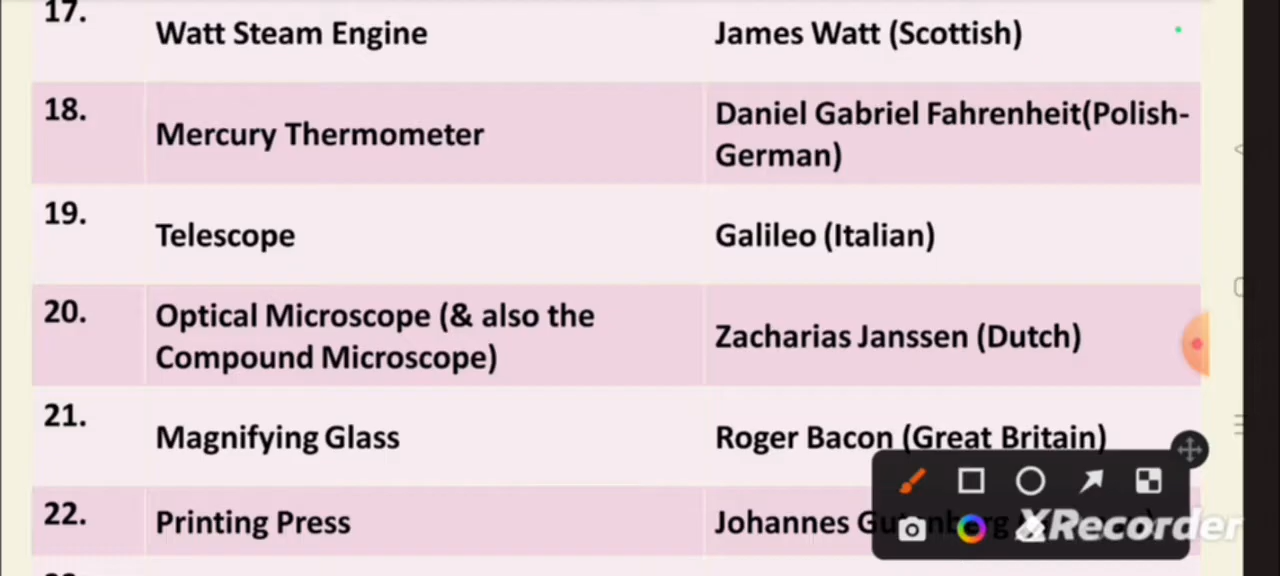 17.
Watt Steam Engine
James Watt (Scottish)
18.
Mercury Thermometer
Daniel Gabriel Fahrenheit(Polish-
German)
19.
Telescope
Galileo (Italian)
20.
Optical Microscope (& also the
Compound Microscope)
Zacharias Janssen (Dutch)
21.
Magnifying Glass
Roger Bacon (Great Britain)
22.
Printing Press
Johannes Gutenberg
XRecorder